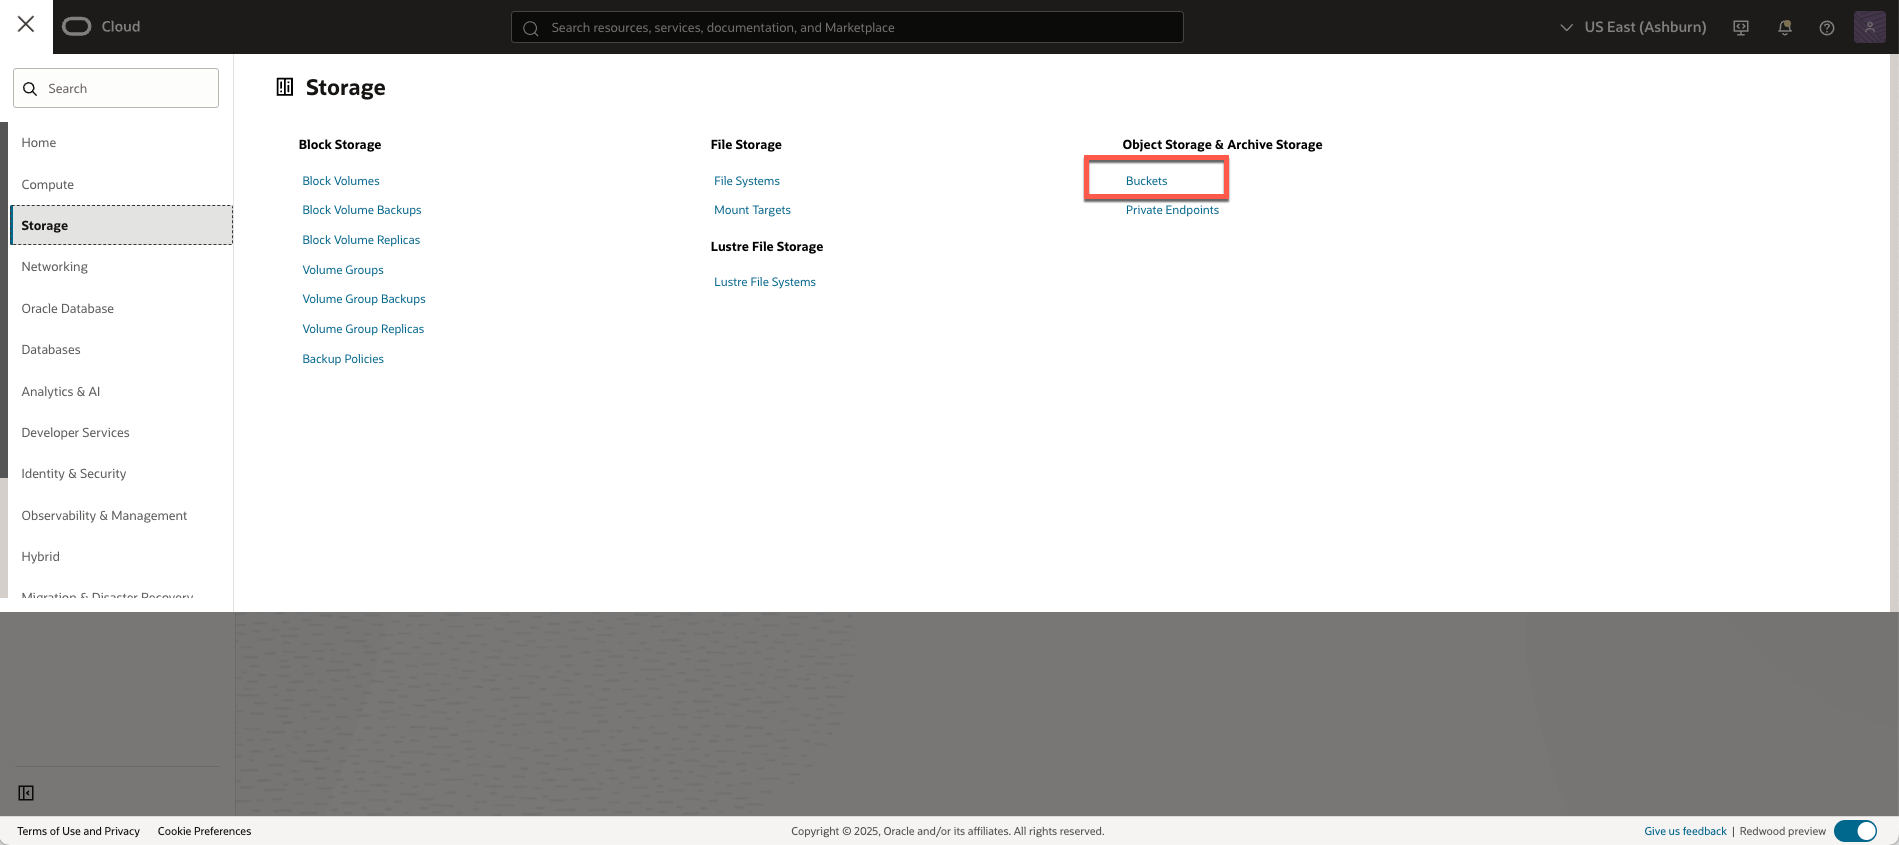 Cloud
Search resources, services, documentation, and Marketplace
US East (Ashburn)
Search
Home
Compute
Storage
Networking
Oracle Database
Databases
Analytics & AI
Developer Services
Identity & Security
Observability & Management
Hybrid
Migration & Disaster Recovery
Storage
Block Storage
Block Volumes
Block Volume Backups
Block Volume Replicas
Volume Groups
Volume Group Backups
Volume Group Replicas
Backup Policies
File Storage
File Systems
Mount Targets
Lustre File Storage
Lustre File Systems
Object Storage & Archive Storage
Buckets
Private Endpoints
Terms of Use and Privacy
Cookie Preferences
Copyright © 2025, Oracle and/or its affiliates. All rights reserved.
Give us feedback | Redwood preview